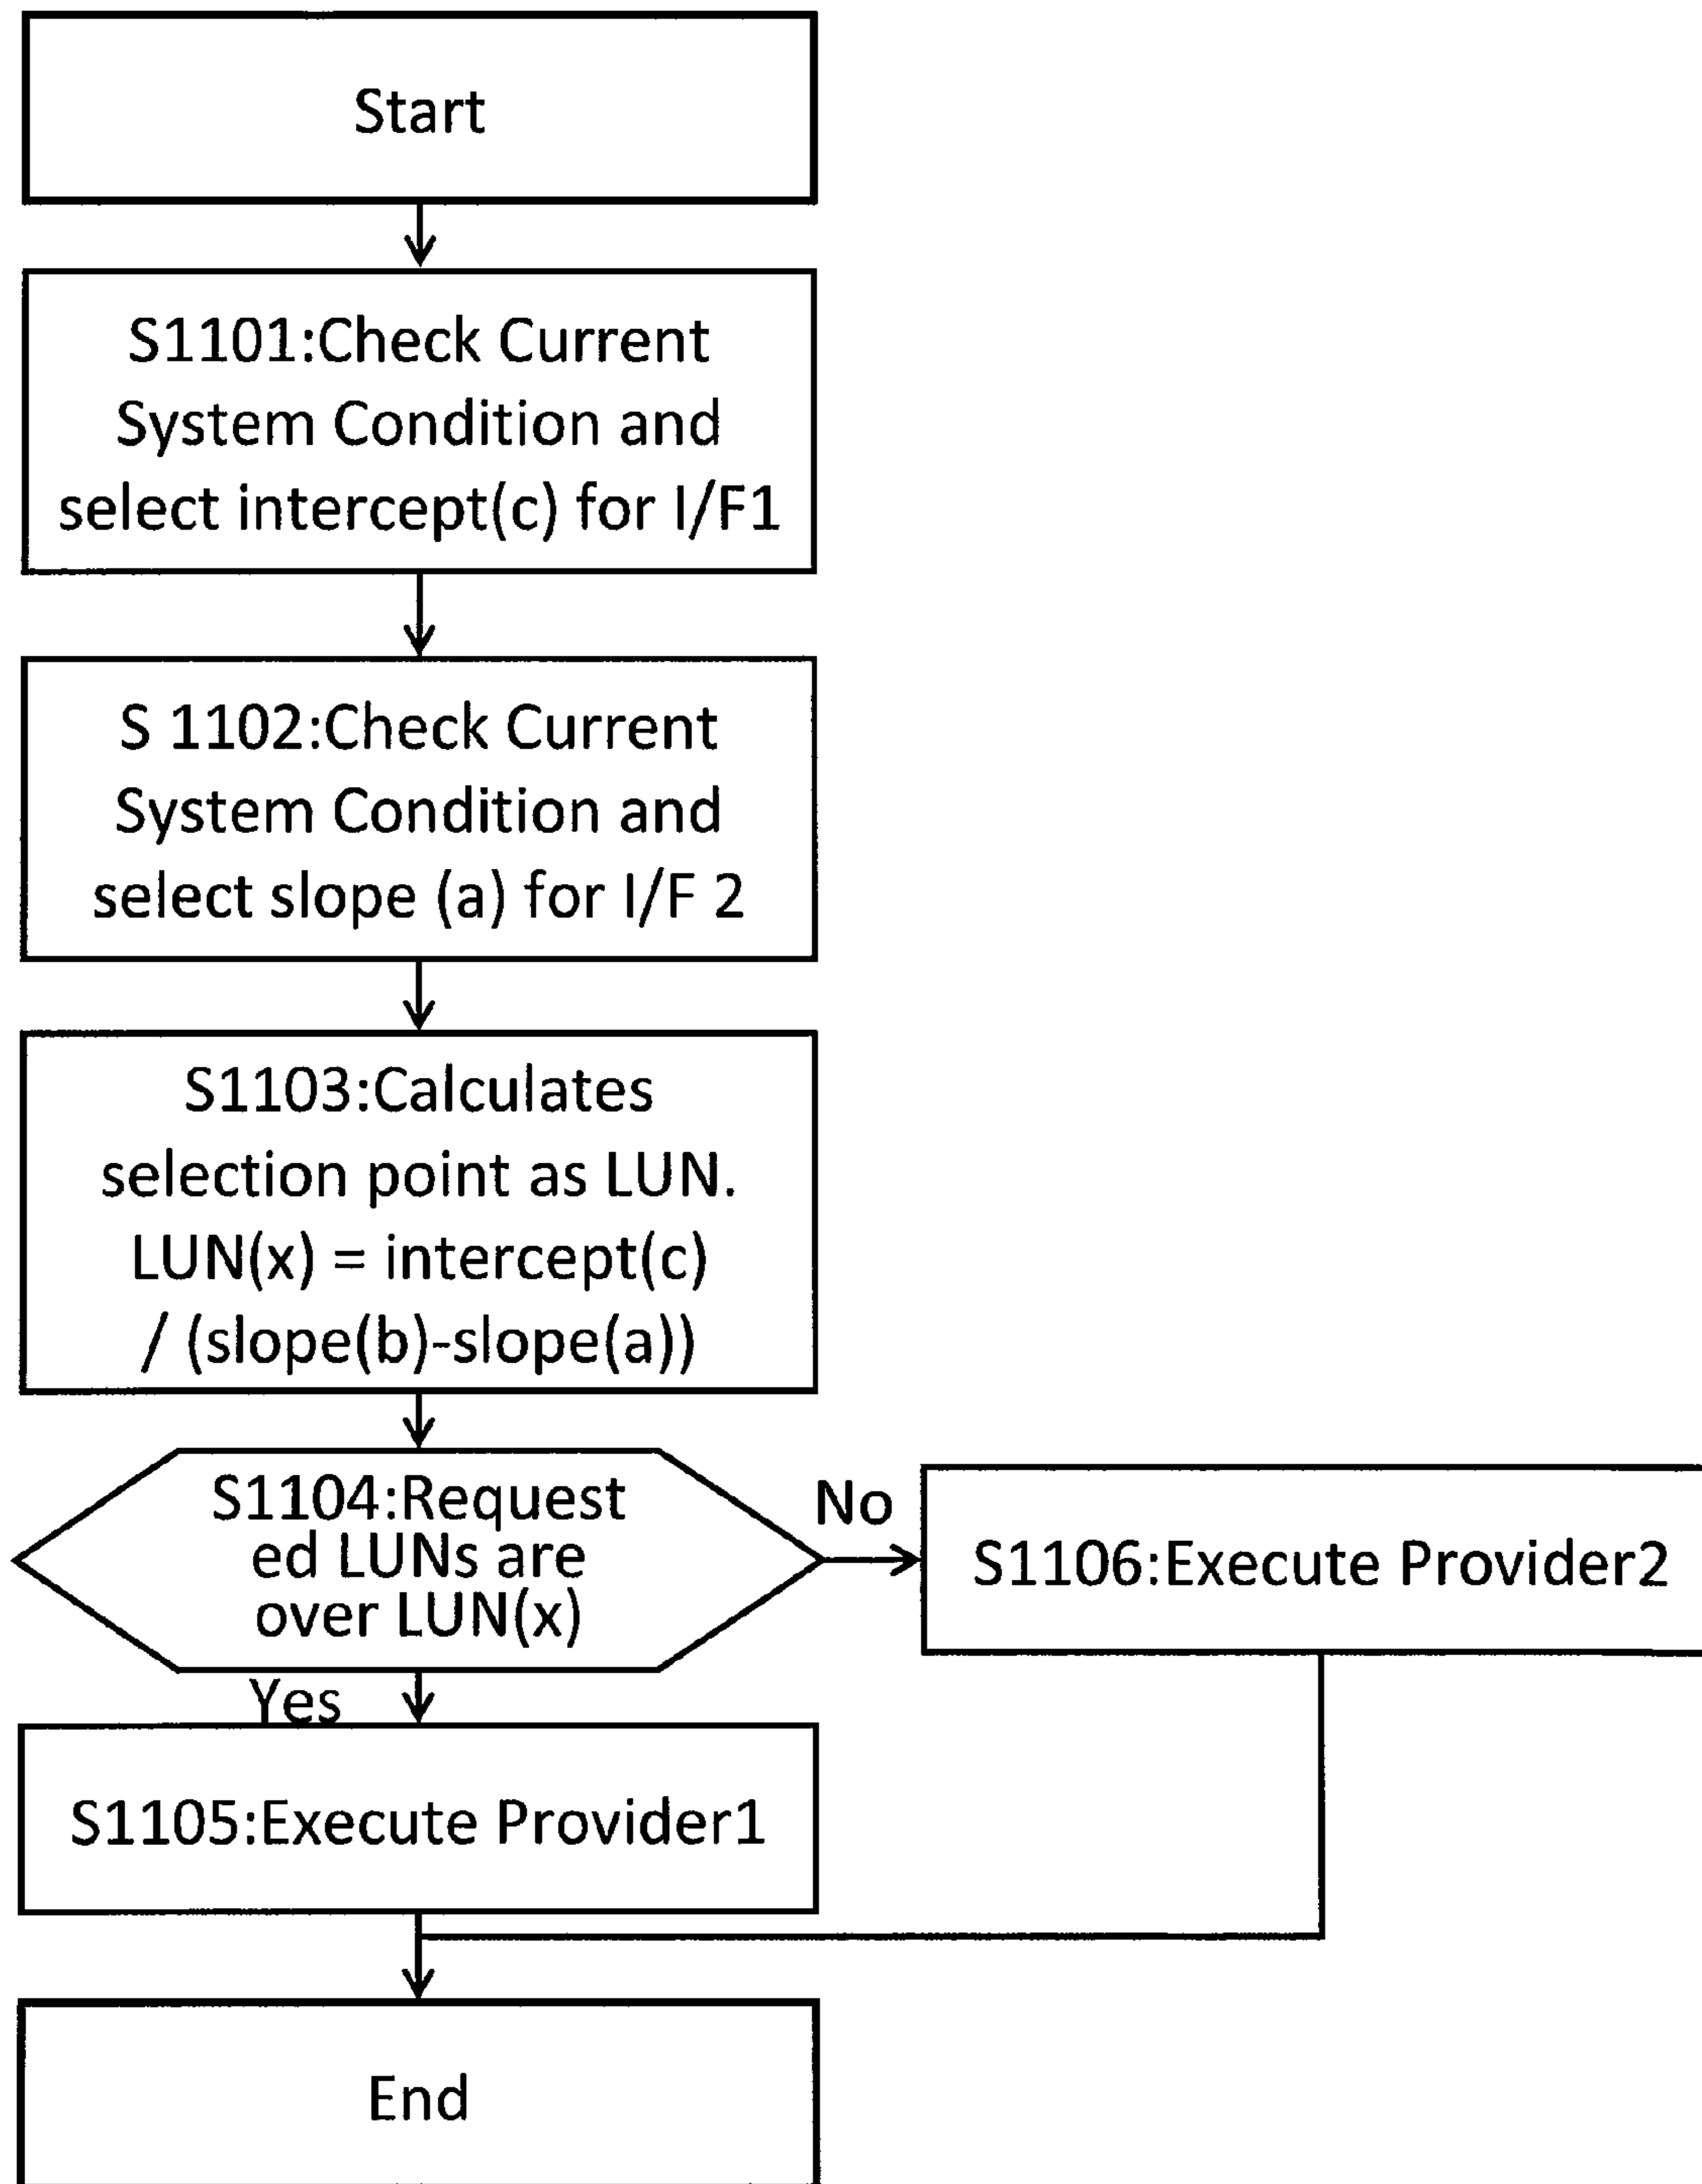 Start
S1101:Check Current
System Condition and
select intercept(c) for I/F1
S 1102:Check Current
System Condition and
select slope (a) for I/F 2
S1103:Calculates
selection point as LUN.
LUN(x) = intercept(c)
/ (slope(b)-slope(a))
S1104:Request
ed LUNs are
over LUN(x)
No
S1106:Execute Provider2
Yes
S1105:Execute Provider1
End